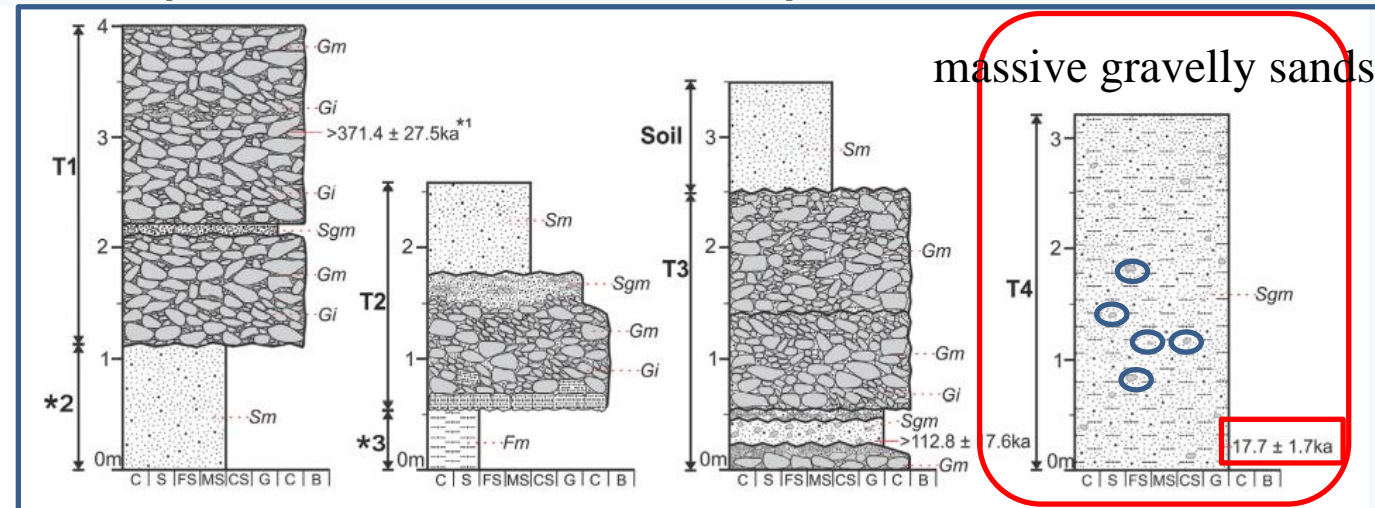 massive gravelly sands
4
3
2
1
0m
T1
*2
Gm
Gi
>371.4 ± 27.5ka*1
Gi
Sgm
Gm
Gi
Sm
C S FS MS CS G C B
2
1
0m
T2
*3
Sm
Sgm
Gm
Gi
Fm
C S FS MS CS G C B
Soil
T3
3
2
1
0m
Sm
Gm
Gm
Gi
Sgm
>112.8 ± 17.6ka
Gm
C S FS MS CS G C B
T4
3
2
1
0m
Sgm
17.7 ± 1.7ka
C S FS MS CS G C B